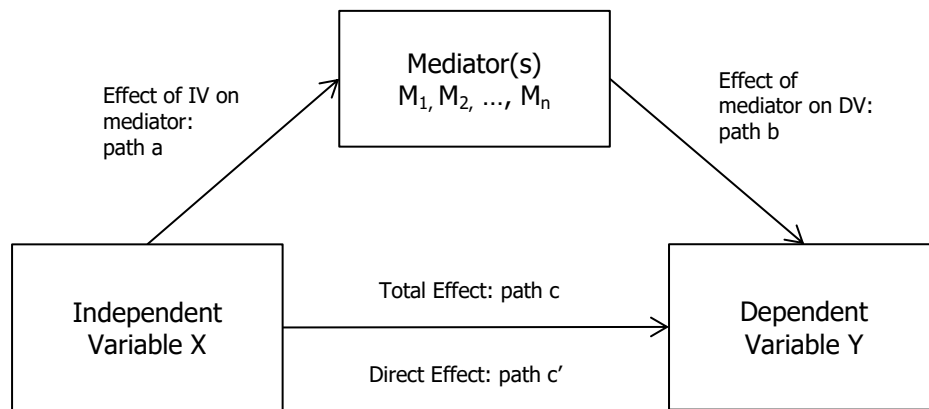 Mediator(s)
M1, M2, ..., Mn
Effect of IV on
mediator:
path a
Effect of
mediator on DV:
path b
Independent
Variable X
Total Effect: path c
Direct Effect: path c’
Dependent
Variable Y